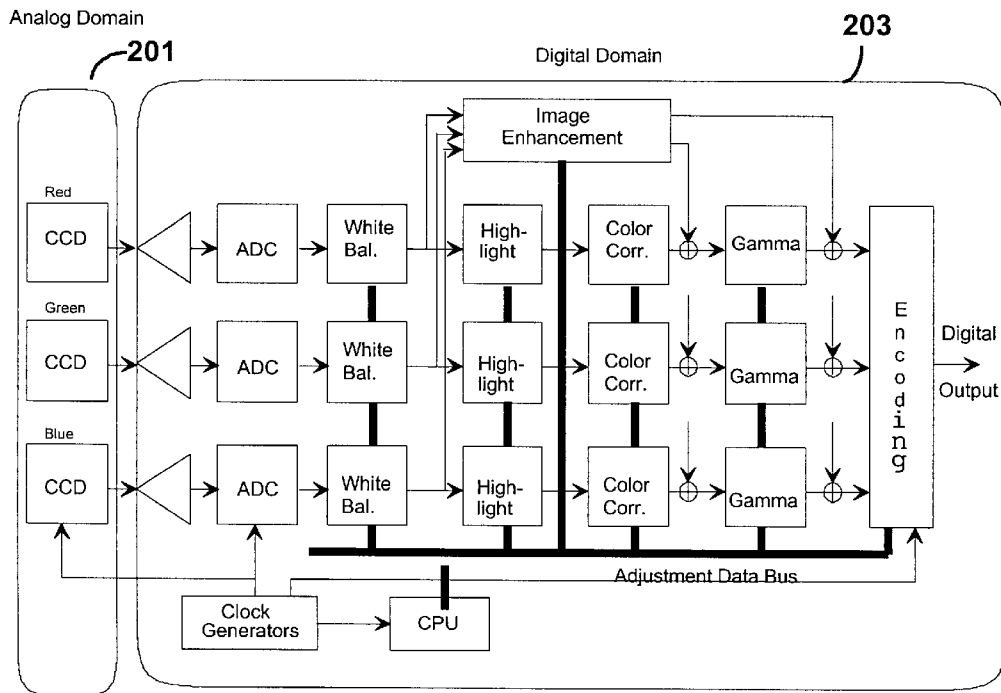 Analog Domain
201
203
Digital Domain
Image
Enhancement
Red
CCD
ADC
White
Bal.
High-
light
Color
Corr.
Gamma
Green
CCD
ADC
White
Bal.
High-
light
Color
Corr.
Gamma
Encoding
Digital
Output
Blue
CCD
ADC
White
Bal.
High-
light
Color
Corr.
Gamma
Adjustment Data Bus
Clock
Generators
CPU